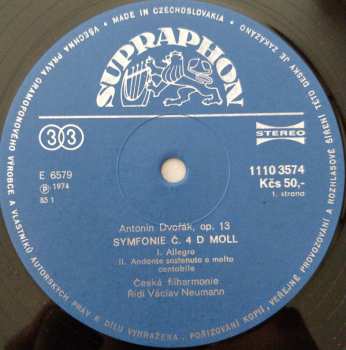 • MADE IN CZECHOSLOVAKIA •
VŠECHNA PRÁVA GRAMOFONOVÉHO VÝROBCE A VLASTNÍKŮ AUTORSKÝCH PRÁV K DÍLU VYHRAZENA. POŘIZOVÁNÍ KOPIÍ, VEŘEJNÉ PROVOZOVÁNÍ A ROZHLASOVÉ ŠÍŘENÍ TÉTO DESKY JE ZAKÁZÁNO.
SUPRAPHON
33
STEREO
E 6579
1110 3574
℗ 1974
Kčs 50,-
83 1
1. strana
Antonín Dvořák, op. 13
SYMFONIE Č. 4 D MOLL
I. Allegro
II. Andante sostenuto e molto
cantabile
Česká filharmonie
Řídí Václav Neumann